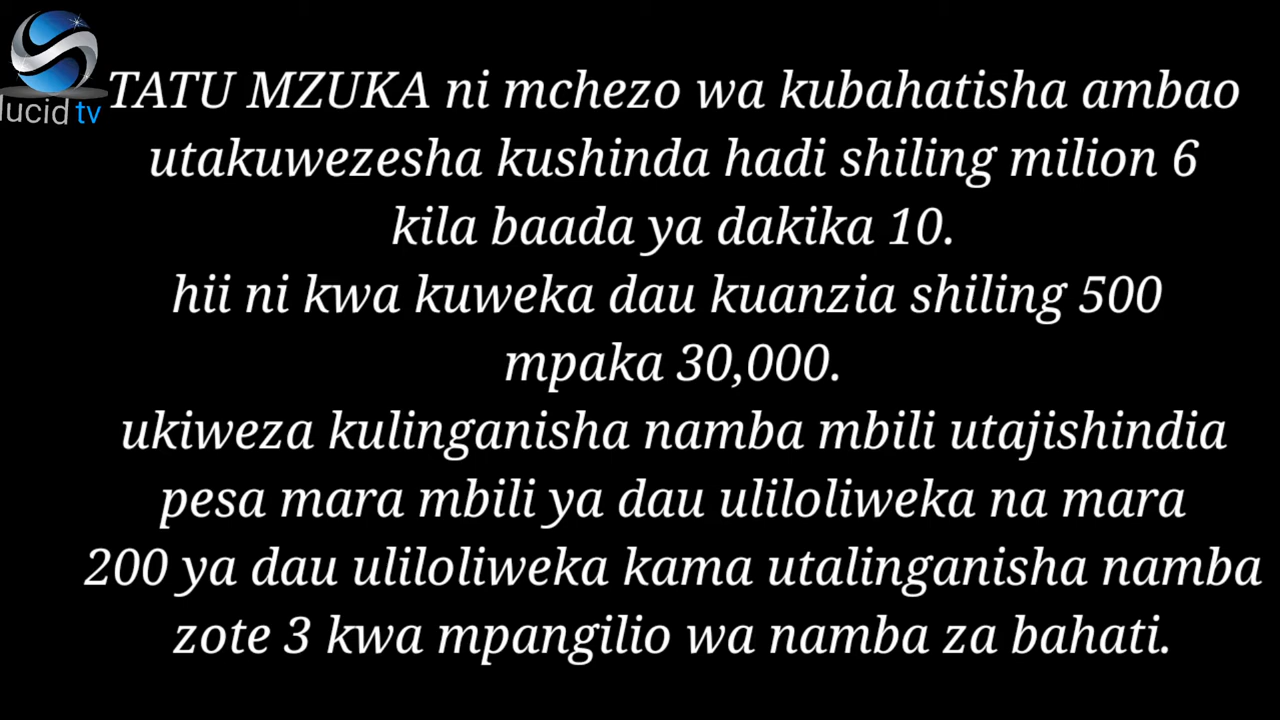 lucid tv
TATU MZUKA ni mchezo wa kubahatisha ambao
utakuwezesha kushinda hadi shiling milion 6
kila baada ya dakika 10.
hii ni kwa kuweka dau kuanzia shiling 500
mpaka 30,000.
ukiweza kulinganisha namba mbili utajishindia
pesa mara mbili ya dau uliloliweka na mara
200 ya dau uliloliweka kama utalinganisha namba
zote 3 kwa mpangilio wa namba za bahati.